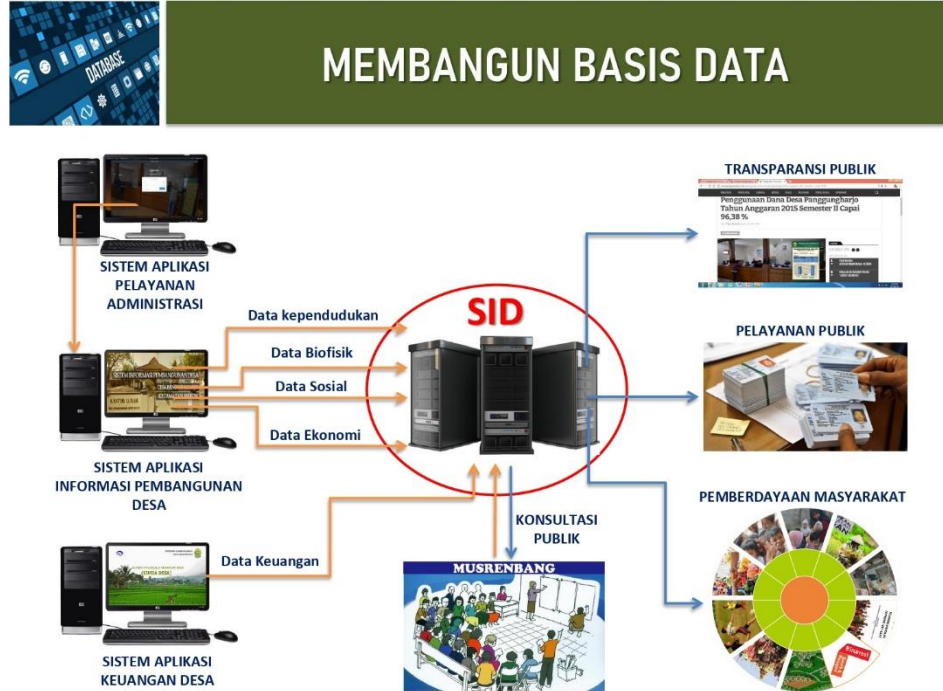 DATABASE
MEMBANGUN BASIS DATA
SISTEM APLIKASI
PELAYANAN
ADMINISTRASI
SISTEM APLIKASI
INFORMASI PEMBANGUNAN
DESA
SISTEM APLIKASI
KEUANGAN DESA
Data kependudukan
Data Biofisik
Data Sosial
Data Ekonomi
Data Keuangan
SID
KONSULTASI
PUBLIK
MUSRENBANG
TRANSPARANSI PUBLIK
Penggunaan Dana Desa Panggungharjo
Tahun Anggaran 2015 Semester II Capai
96,38 %
PELAYANAN PUBLIK
PEMBERDAYAAN MASYARAKAT